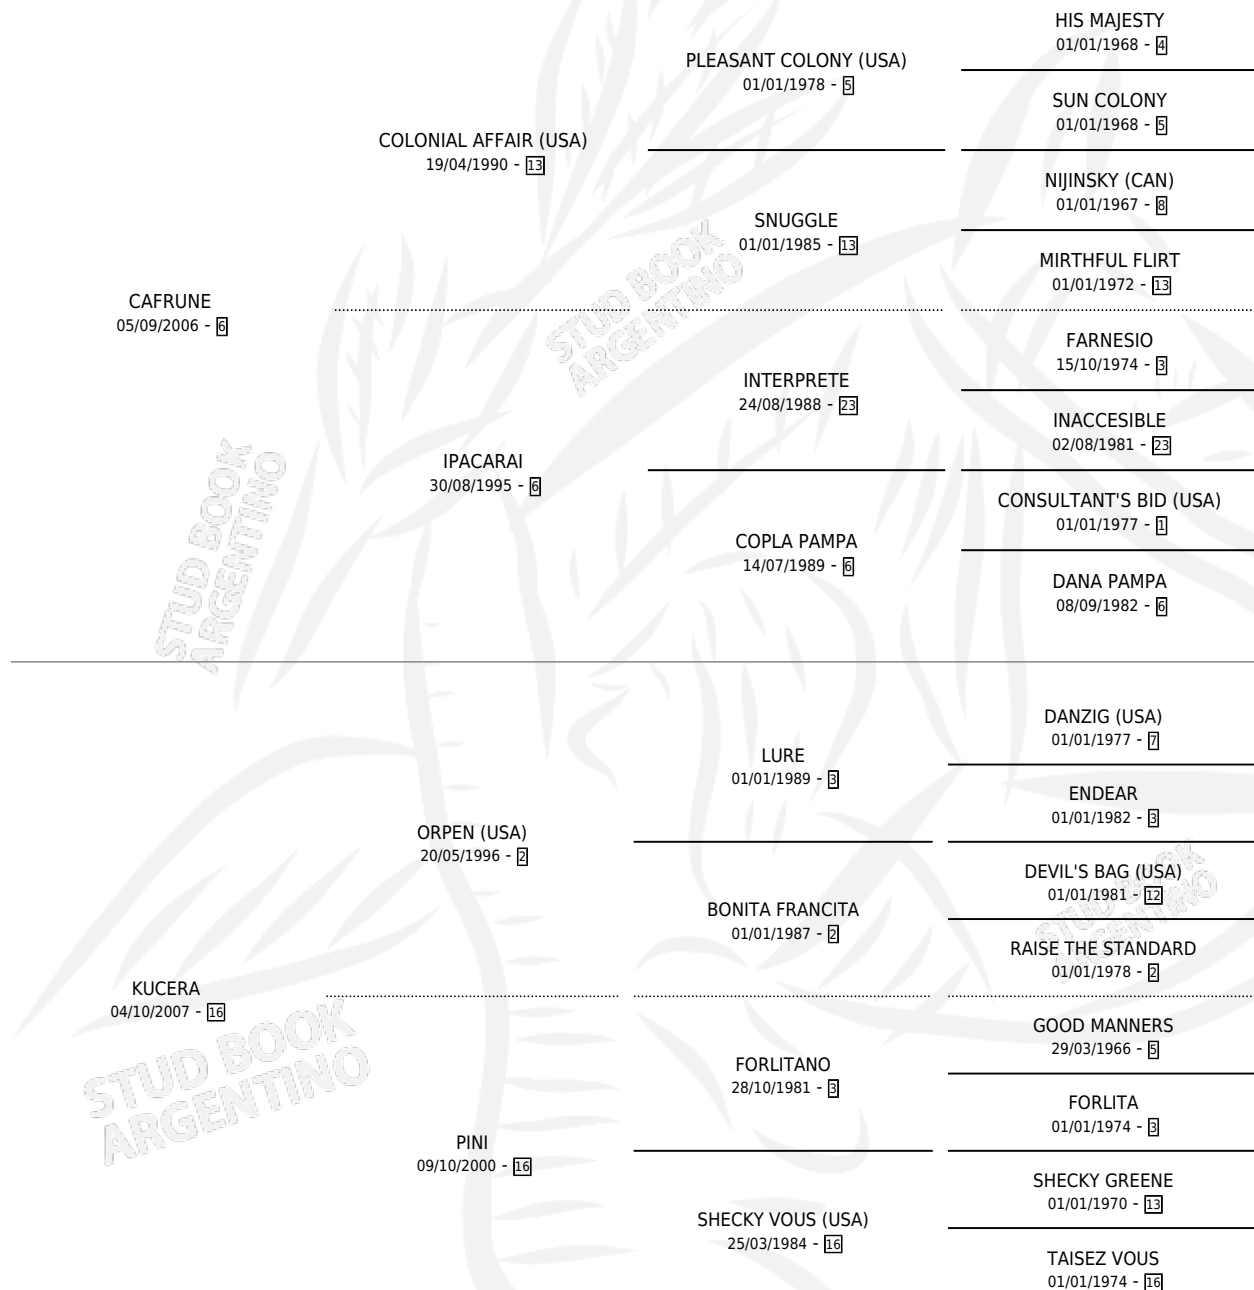 HIS MAJESTY
01/01/1968 - 4
PLEASANT COLONY (USA)
01/01/1978 - 5
SUN COLONY
01/01/1968 - 5
COLONIAL AFFAIR (USA)
19/04/1990 - 13
NIJINSKY (CAN)
01/01/1967 - 8
SNUGGLE
01/01/1985 - 13
MIRTHFUL FLIRT
01/01/1972 - 13
CAFRUNE
05/09/2006 - 6
FARNESIO
15/10/1974 - 3
INTERPRETE
24/08/1988 - 23
INACCESIBLE
02/08/1981 - 23
IPACARAI
30/08/1995 - 6
CONSULTANT'S BID (USA)
01/01/1977 - 1
COPLA PAMPA
14/07/1989 - 6
DANA PAMPA
08/09/1982 - 6
DANZIG (USA)
01/01/1977 - 7
LURE
01/01/1989 - 3
ENDEAR
01/01/1982 - 3
ORPEN (USA)
20/05/1996 - 2
DEVIL'S BAG (USA)
01/01/1981 - 12
BONITA FRANCITA
01/01/1987 - 2
RAISE THE STANDARD
01/01/1978 - 2
KUCERA
04/10/2007 - 16
GOOD MANNERS
29/03/1966 - 5
FORLITANO
28/10/1981 - 3
FORLITA
01/01/1974 - 3
PINI
09/10/2000 - 16
SHECKY GREENE
01/01/1970 - 13
SHECKY VOUS (USA)
25/03/1984 - 16
TAISEZ VOUS
01/01/1974 - 16
STUD BOOK
ARGENTINO
STUD BOOK
ARGENTINO
STUD BOOK
ARGENTINO
STUD BOOK
ARGENTINO